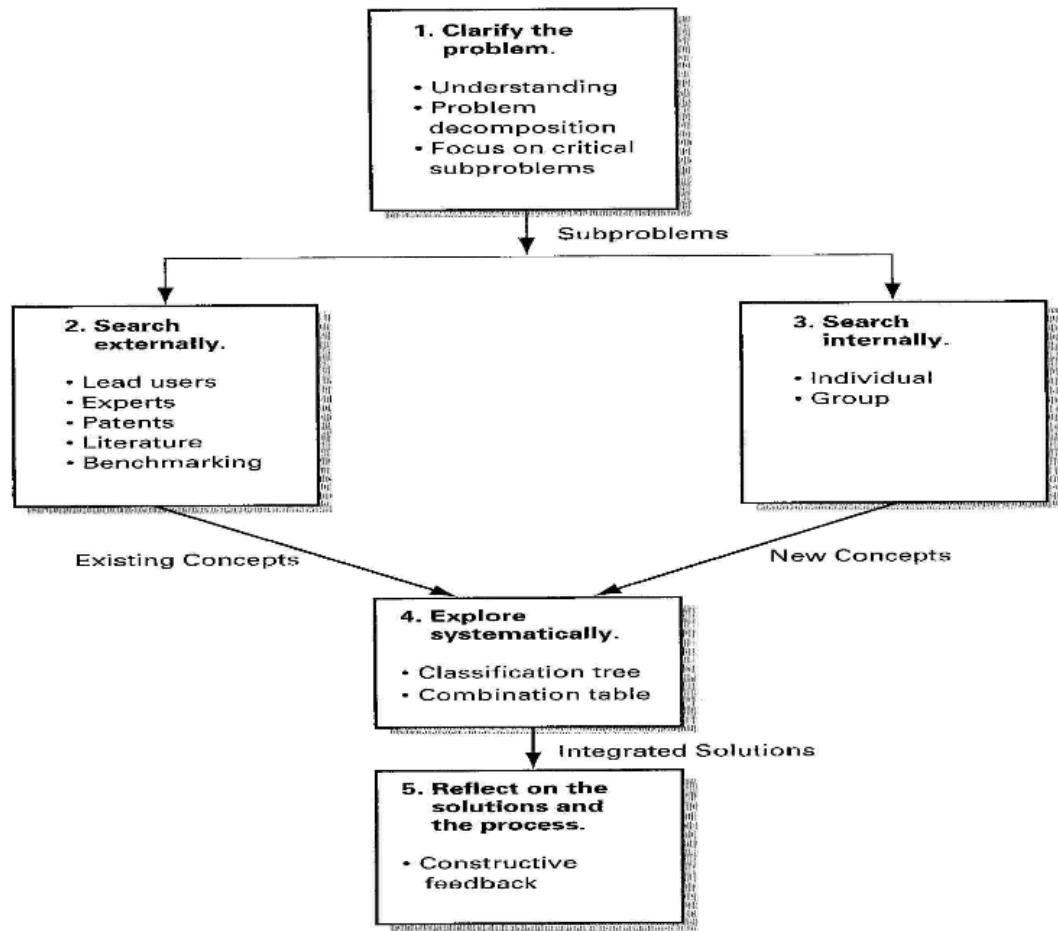 1. Clarify the
problem.
• Understanding
• Problem
decomposition
• Focus on critical
subproblems
Subproblems
2. Search
externally.
• Lead users
• Experts
• Patents
• Literature
• Benchmarking
3. Search
internally.
• Individual
• Group
Existing Concepts
New Concepts
4. Explore
systematically.
• Classification tree
• Combination table
Integrated Solutions
5. Reflect on the
solutions and
the process.
• Constructive
feedback